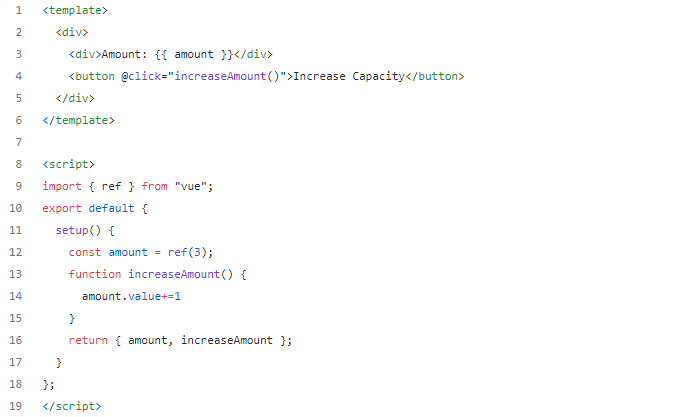 1 <template>
2   <div>
3     <div>Amount: {{ amount }}</div>
4     <button @click="increaseAmount()">Increase Capacity</button>
5   </div>
6 </template>
7
8 <script>
9 import { ref } from "vue";
10 export default {
11   setup() {
12     const amount = ref(3);
13     function increaseAmount() {
14       amount.value+=1
15     }
16     return { amount, increaseAmount };
17   }
18 };
19 </script>